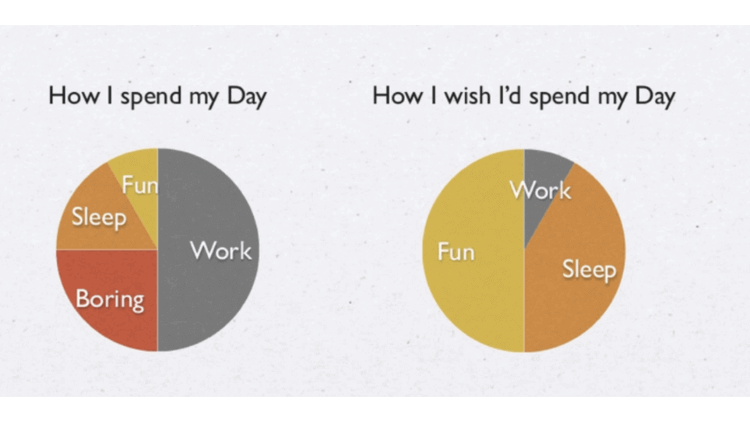 How I spend my Day
Fun
Sleep
Work
Boring
How I wish I'd spend my Day
Work
Fun
Sleep